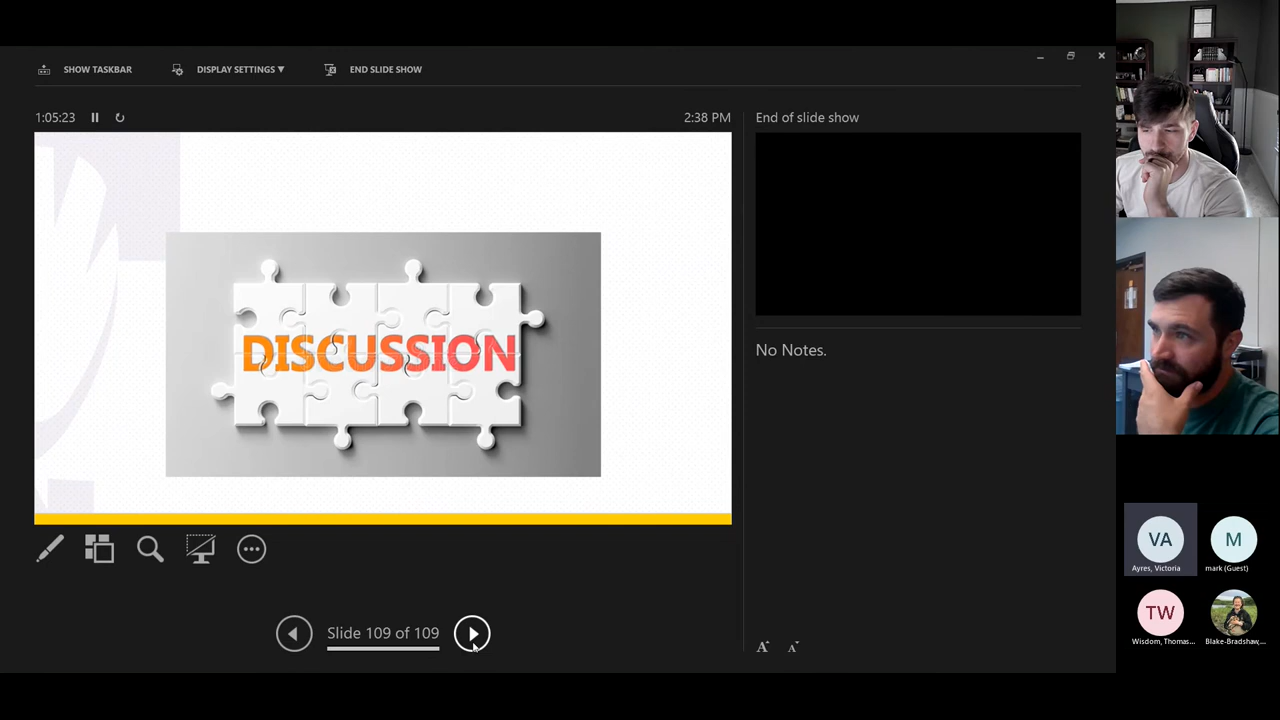 SHOW TASKBAR
DISPLAY SETTINGS ▼
END SLIDE SHOW
1:05:23
2:38 PM
End of slide show
DISCUSSION
No Notes.
Slide 109 of 109
A
A
VA
Ayres, Victoria
M
mark (Guest)
TW
Wisdom, Thomas...
Blake-Bradshaw,...